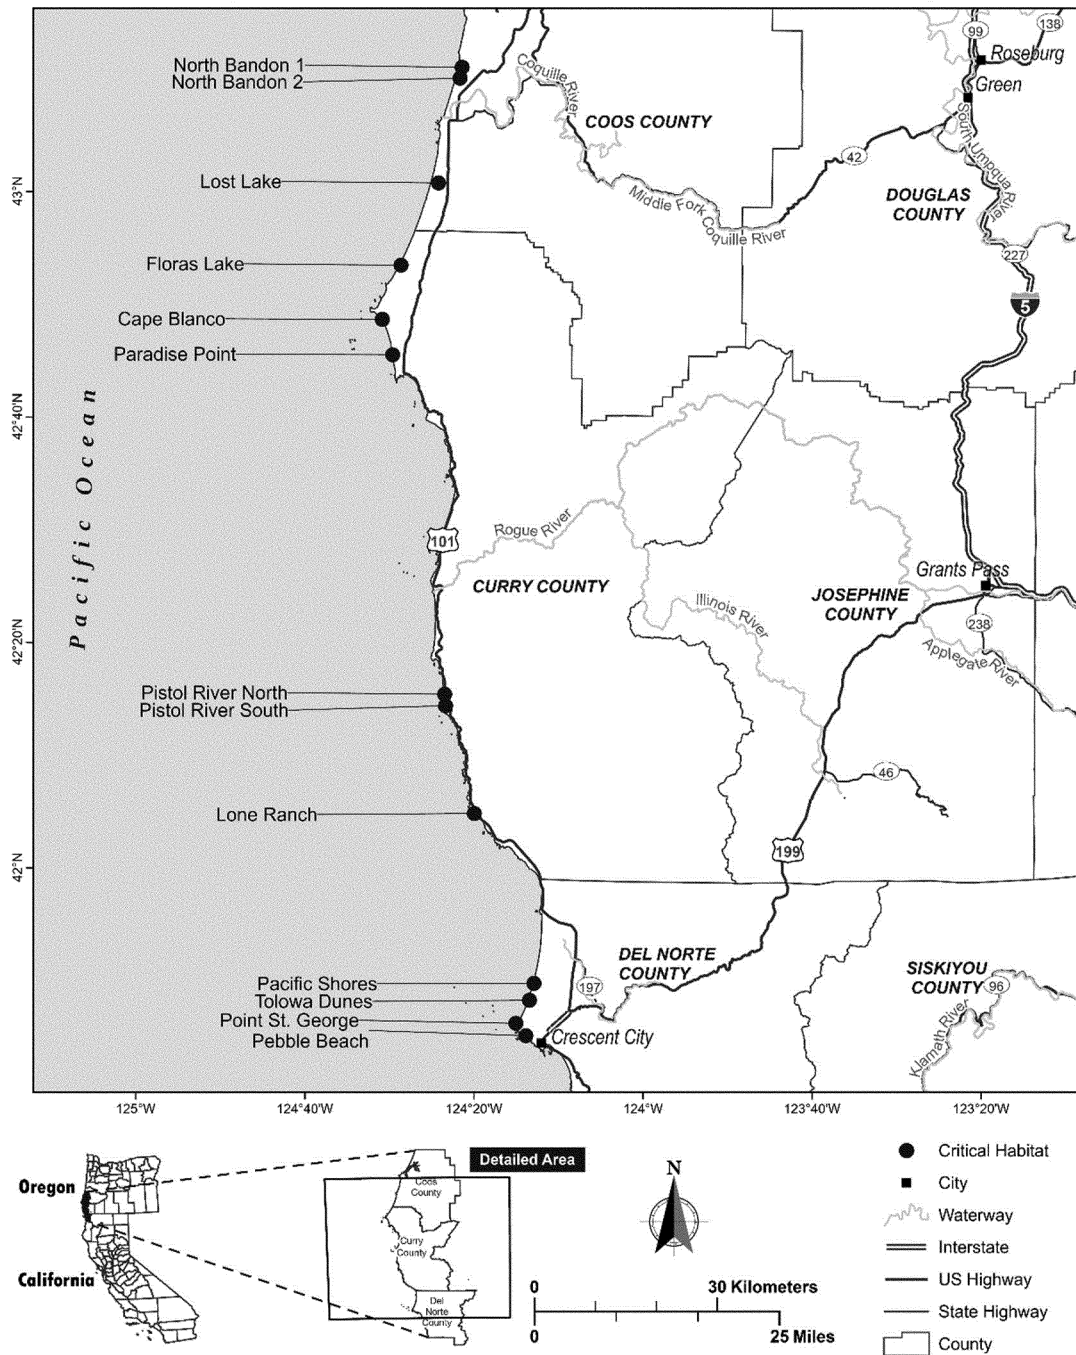 138
99
Roseburg
Green
North Bandon 1
North Bandon 2
Coquille River
COOS COUNTY
South Umpqua River
42
Lost Lake
43°N
Middle Fork Coquille River
DOUGLAS
COUNTY
227
Floras Lake
5
Cape Blanco
Paradise Point
42°40'N
Pacific Ocean
Rogue River
101
CURRY COUNTY
Grants Pass
JOSEPHINE
COUNTY
Illinois River
238
42°20'N
Applegate River
Pistol River North
Pistol River South
46
Lone Ranch
199
42°N
DEL NORTE
COUNTY
SISKIYOU
COUNTY
Pacific Shores
Tolowa Dunes
197
96
Point St. George
Pebble Beach
Crescent City
Klamath River
125°W
124°40'W
124°20'W
124°W
123°40'W
123°20'W
Detailed Area
Oregon
California
Coos
County
Curry
County
Del
Norte
County
N
0
30 Kilometers
0
25 Miles
Critical Habitat
City
Waterway
Interstate
US Highway
State Highway
County